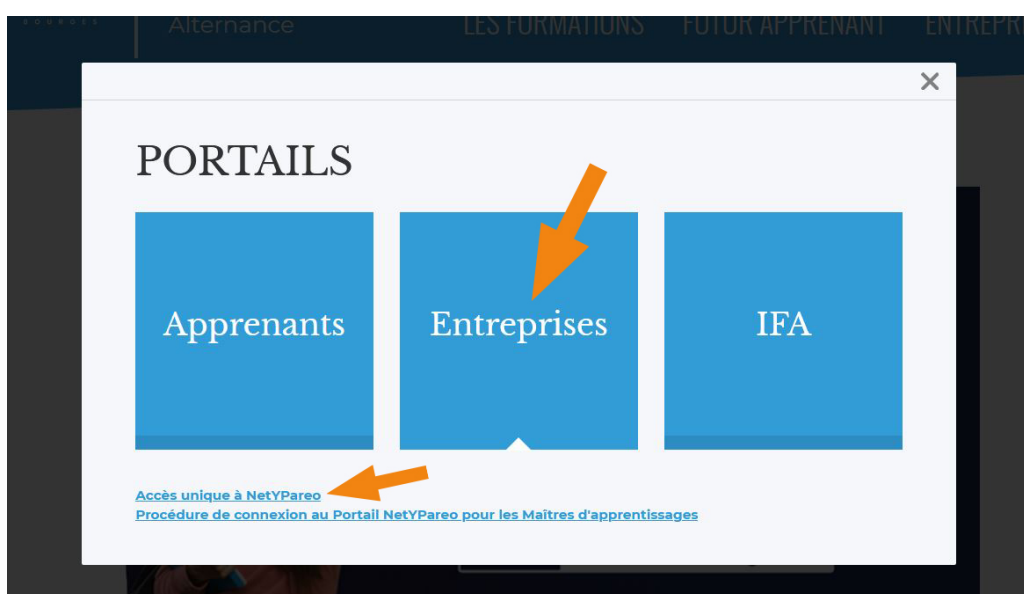 SOURCES
Alternance
LES FORMATIONS
FUTUR APPRENANT
PORTAILS
Apprenants
Entreprises
IFA
Accès unique à NetYPareo
Procédure de connexion au Portail NetYPareo pour les Maîtres d'apprentissages